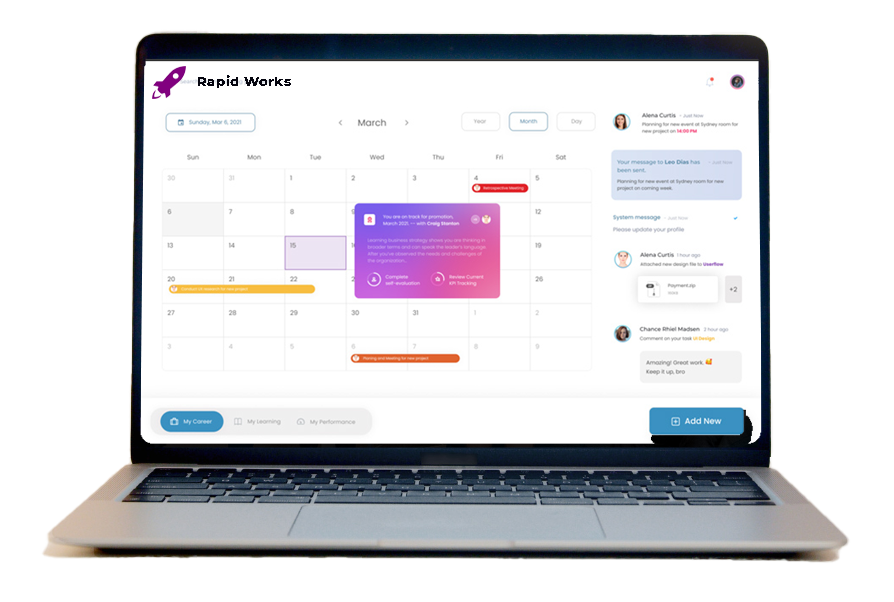 Rapid Works
Sunday, Mar 6, 2021
March
Year
Month
Day
Sun
Mon
Tue
Wed
Thu
Fri
Sat
30
31
1
2
3
4
5
Retrospective Meeting
6
7
8
9
12
You are on track for promotion,
March 2021. — with Craig Stanton
Learning business strategy shows you are thinking in
broader terms and can speak the leader's language.
After you've observed the needs and challenges of
the organization.
Complete
self-evaluation
Review Current
KPI Tracking
13
14
15
19
20
21
22
26
27
28
29
30
31
1
2
3
4
5
6
7
8
9
Planing and Meeting for new project
Alena Curtis
Just Now
Planning for new event at Sydney room for
new project on 14:00 PM
Your message to Leo Dias has
Just Now
been sent.
Planning for new event at Sydney room for new
project on coming week.
System message
Just Now
Please update your profile
Alena Curtis
1 hour ago
Attached new design file to Userflow
Payment.zip
+2
Chance Rhiel Madsen
2 hour ago
Comment on your task UI Design
Amazing! Great work. 🥰
Keep it up, bro
My Career
My Learning
My Performance
Add New